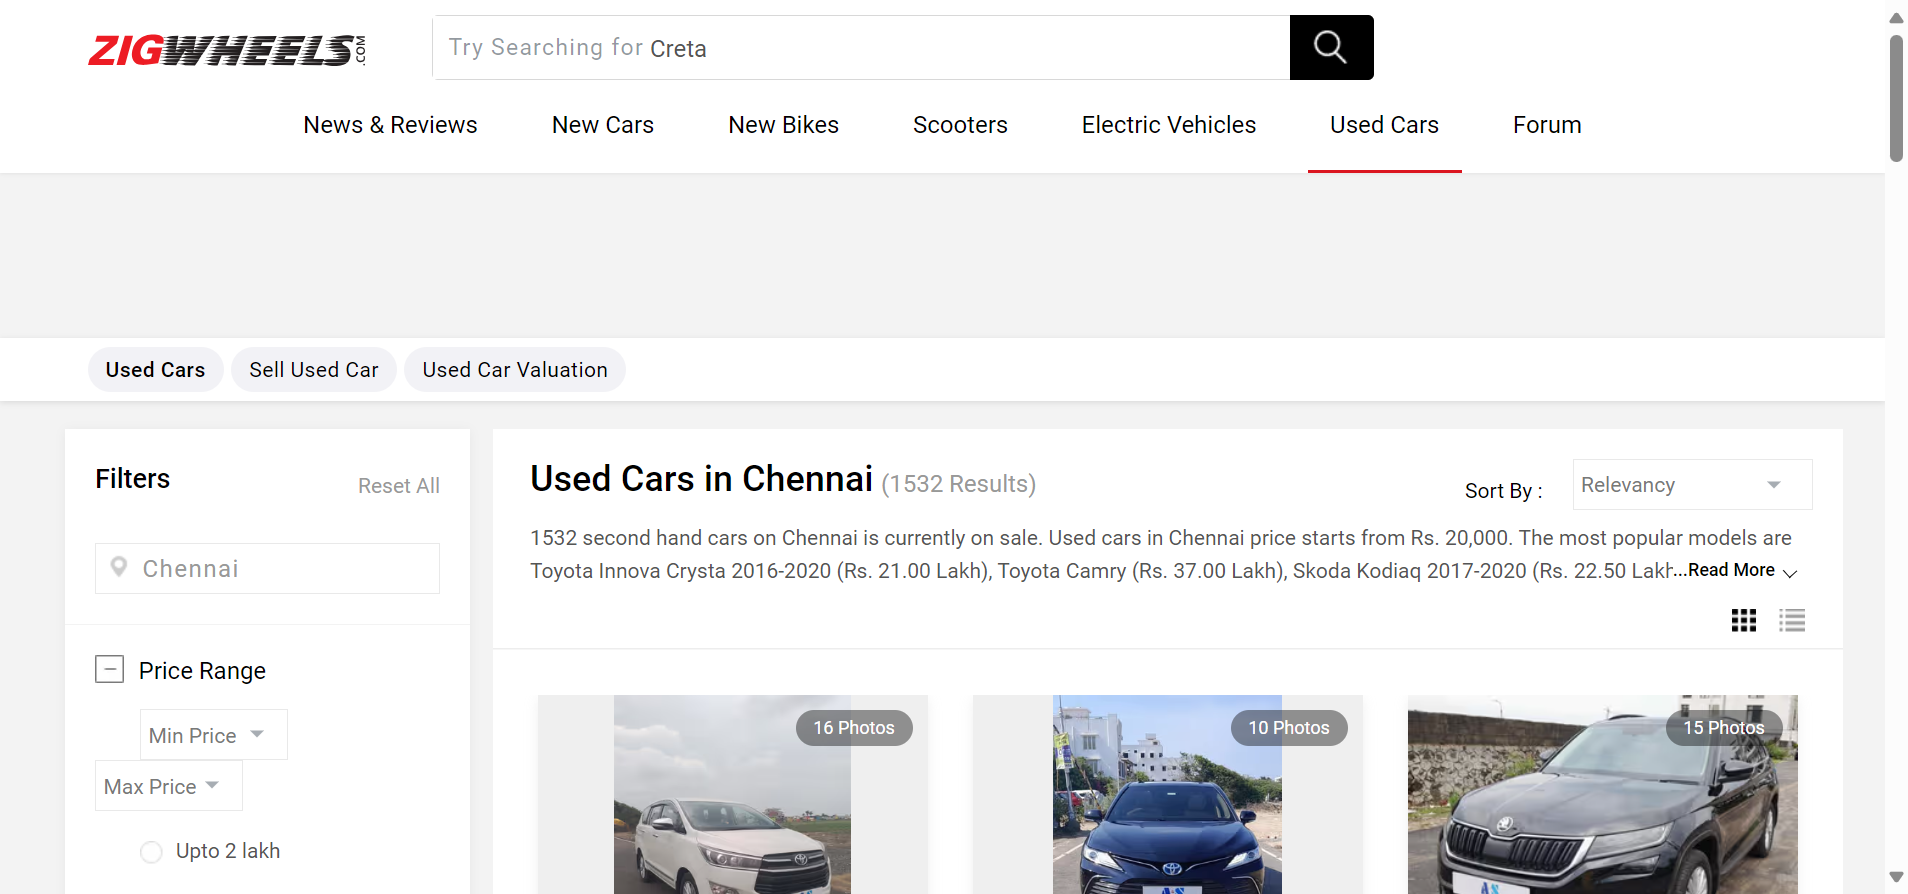 ZIGWHEELS.COM
Try Searching for Creta
News & Reviews
New Cars
New Bikes
Scooters
Electric Vehicles
Used Cars
Forum
Used Cars
Sell Used Car
Used Car Valuation
Filters
Reset All
Chennai
Price Range
Min Price
Max Price
Upto 2 lakh
Used Cars in Chennai (1532 Results)
Sort By :
Relevancy
1532 second hand cars on Chennai is currently on sale. Used cars in Chennai price starts from Rs. 20,000. The most popular models are
Toyota Innova Crysta 2016-2020 (Rs. 21.00 Lakh), Toyota Camry (Rs. 37.00 Lakh), Skoda Kodiaq 2017-2020 (Rs. 22.50 Lakh...Read More
16 Photos
10 Photos
15 Photos